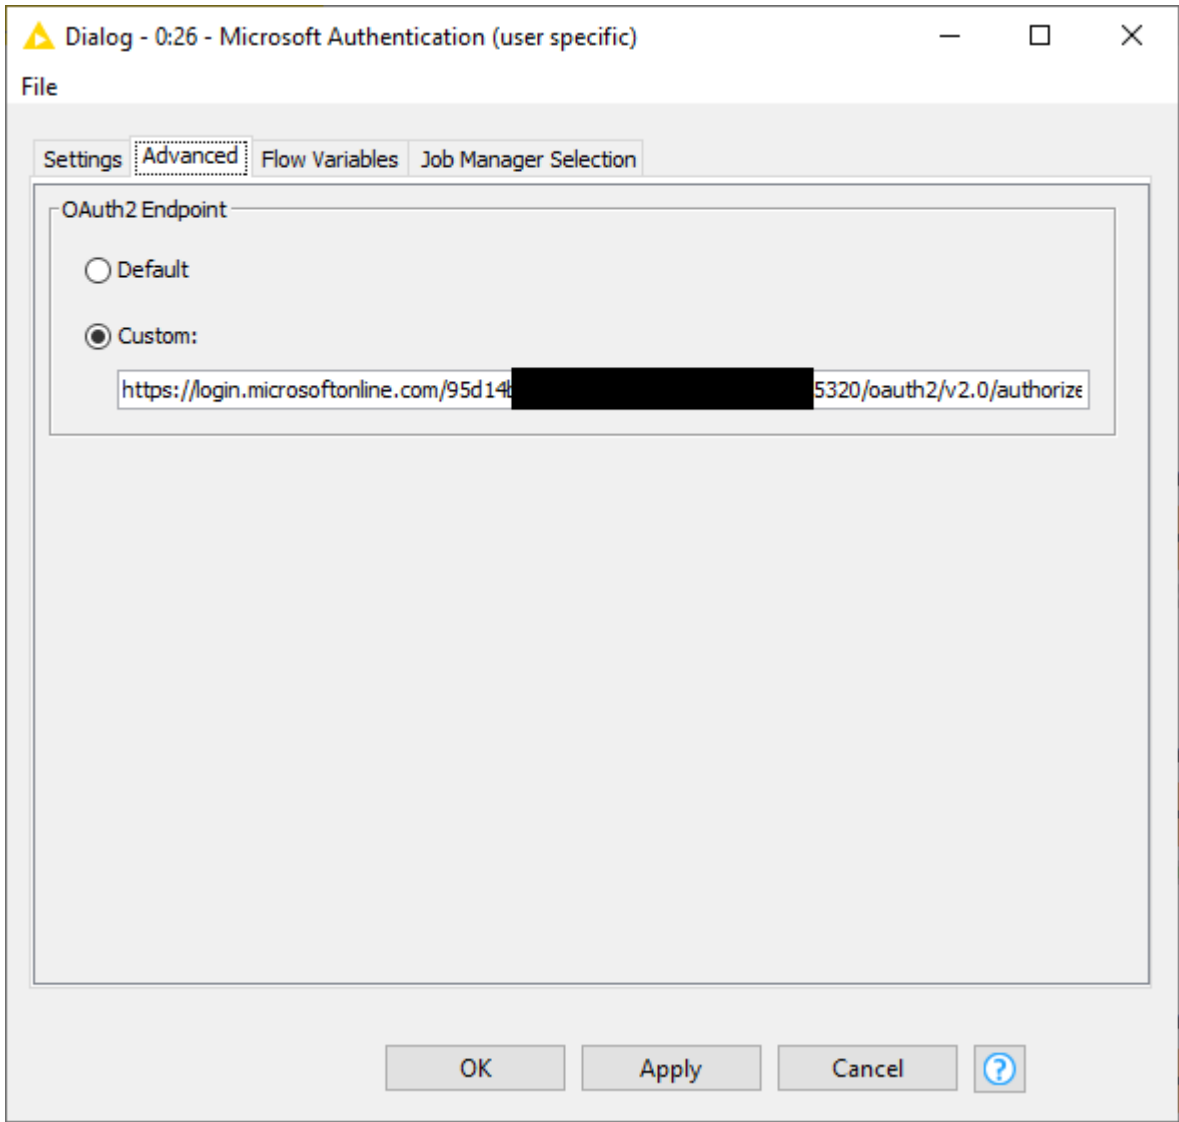 Dialog - 0:26 - Microsoft Authentication (user specific)
File
Settings Advanced Flow Variables Job Manager Selection
OAuth2 Endpoint
Default
Custom:
https://login.microsoftonline.com/95d14 5320/oauth2/v2.0/authorize
OK Apply Cancel ?